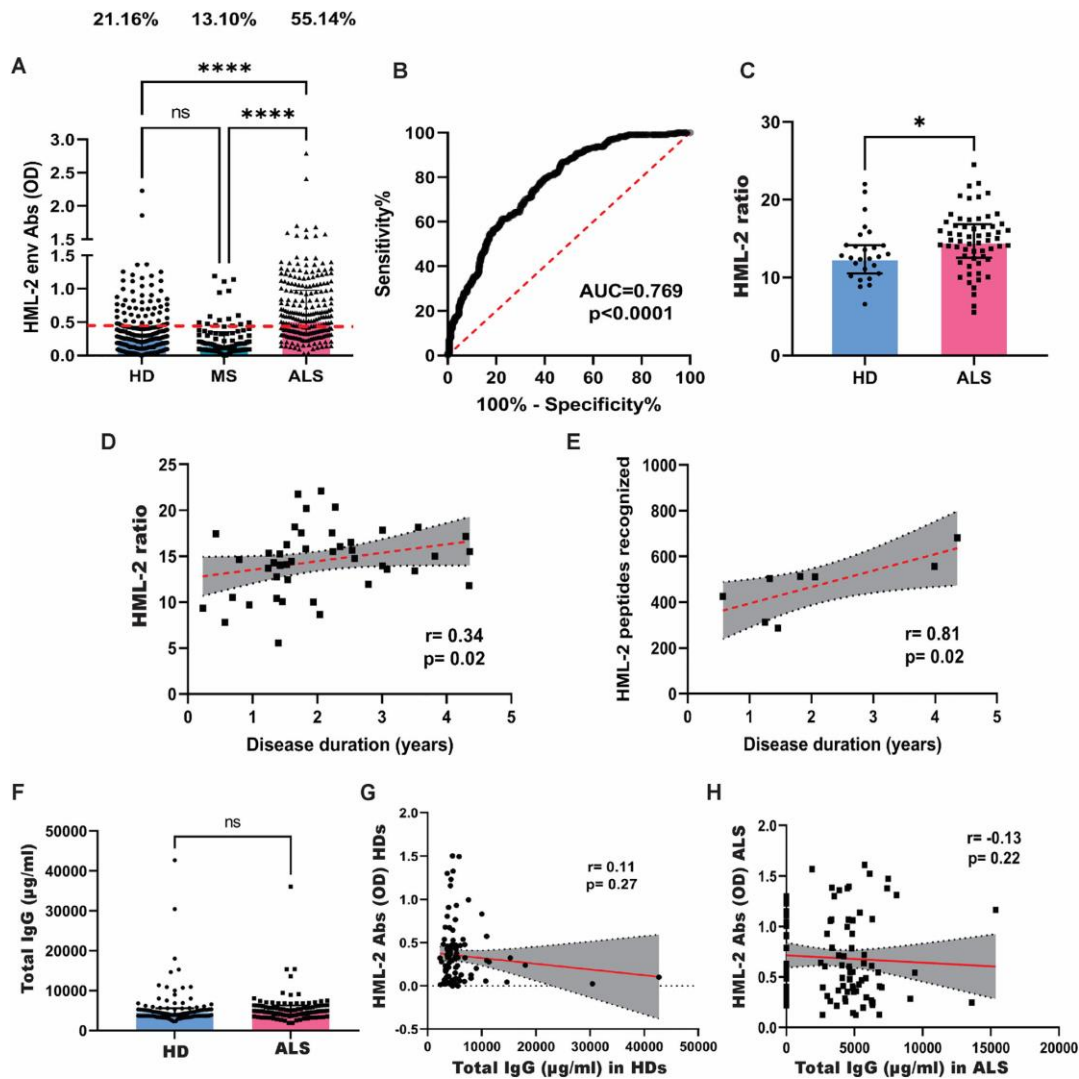 21.16% 13.10% 55.14%
A
****
ns ****
HML-2 env Abs (OD)
3.0
2.5
2.0
1.5
1.5
1.0
0.5
0.0
HD MS ALS
B
Sensitivity%
100
80
60
40
20
0
AUC=0.769
p<0.0001
0 20 40 60 80 100
100% - Specificity%
C
*
HML-2 ratio
30
20
10
0
HD ALS
D
HML-2 ratio
25
20
15
10
5
0
r= 0.34
p= 0.02
0 1 2 3 4 5
Disease duration (years)
E
HML-2 peptides recognized
1000
800
600
400
200
0
r= 0.81
p= 0.02
0 1 2 3 4 5
Disease duration (years)
F
ns
Total IgG (µg/ml)
50000
40000
30000
20000
10000
0
HD ALS
G
HML-2 Abs (OD) HDs
2.0
1.5
1.0
0.5
0.0
-0.5
r= 0.11
p= 0.27
0 10000 20000 30000 40000 50000
Total IgG (µg/ml) in HDs
H
HML-2 Abs (OD) ALS
2.0
1.5
1.0
0.5
0.0
r= -0.13
p= 0.22
0 5000 10000 15000 20000
Total IgG (µg/ml) in ALS